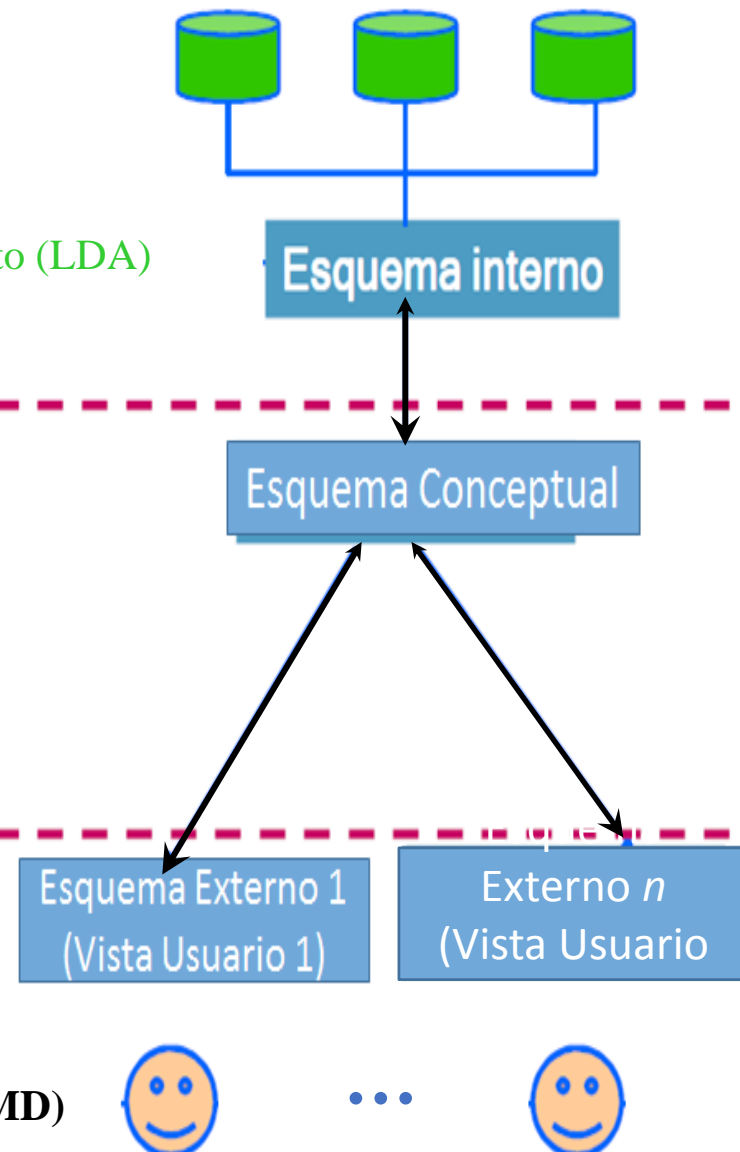 to (LDA)
Esquema interno
Esquema Conceptual
Esquema Externo 1
(Vista Usuario 1)
Externo n
(Vista Usuario
MD)